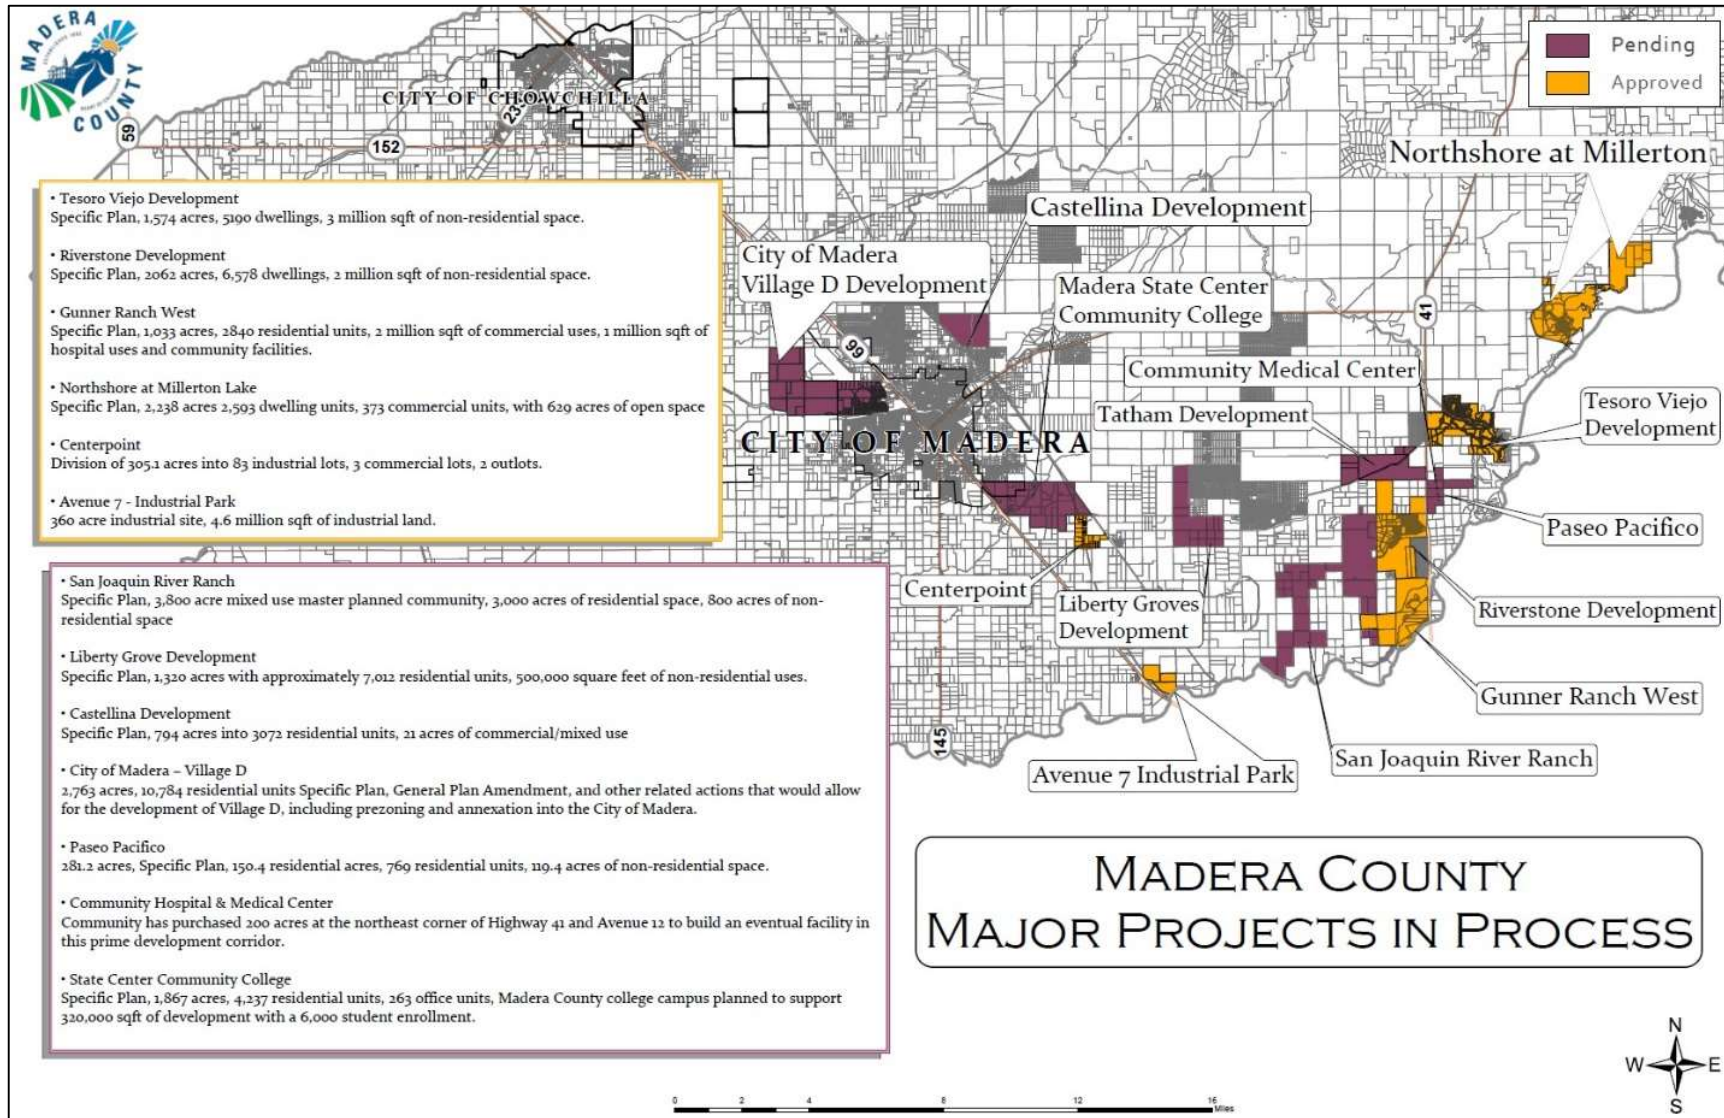 MADERA
COUNTY
Pending
Approved
CITY OF CHOWCHILLA
59
152
233
Northshore at Millerton
• Tesoro Viejo Development
Specific Plan, 1,574 acres, 5190 dwellings, 3 million sqft of non-residential space.
• Riverstone Development
Specific Plan, 2062 acres, 6,578 dwellings, 2 million sqft of non-residential space.
• Gunner Ranch West
Specific Plan, 1,033 acres, 2840 residential units, 2 million sqft of commercial uses, 1 million sqft of
hospital uses and community facilities.
• Northshore at Millerton Lake
Specific Plan, 2,238 acres 2,593 dwelling units, 373 commercial units, with 629 acres of open space
• Centerpoint
Division of 305.1 acres into 83 industrial lots, 3 commercial lots, 2 outlots.
• Avenue 7 - Industrial Park
360 acre industrial site, 4.6 million sqft of industrial land.
Castellina Development
City of Madera
Village D Development
Madera State Center
Community College
41
99
Community Medical Center
Tatham Development
Tesoro Viejo
Development
CITY OF MADERA
Paseo Pacifico
Centerpoint
Liberty Groves
Development
Riverstone Development
Gunner Ranch West
145
San Joaquin River Ranch
Avenue 7 Industrial Park
• San Joaquin River Ranch
Specific Plan, 3,800 acre mixed use master planned community, 3,000 acres of residential space, 800 acres of non-
residential space
• Liberty Grove Development
Specific Plan, 1,320 acres with approximately 7,012 residential units, 500,000 square feet of non-residential uses.
• Castellina Development
Specific Plan, 794 acres into 3072 residential units, 21 acres of commercial/mixed use
• City of Madera – Village D
2,763 acres, 10,784 residential units Specific Plan, General Plan Amendment, and other related actions that would allow
for the development of Village D, including prezoning and annexation into the City of Madera.
• Paseo Pacifico
281.2 acres, Specific Plan, 150.4 residential acres, 769 residential units, 119.4 acres of non-residential space.
• Community Hospital & Medical Center
Community has purchased 200 acres at the northeast corner of Highway 41 and Avenue 12 to build an eventual facility in
this prime development corridor.
• State Center Community College
Specific Plan, 1,867 acres, 4,237 residential units, 263 office units, Madera County college campus planned to support
320,000 sqft of development with a 6,000 student enrollment.
MADERA COUNTY
MAJOR PROJECTS IN PROCESS
N
W E
S
0 2 4 8 12 16
Miles